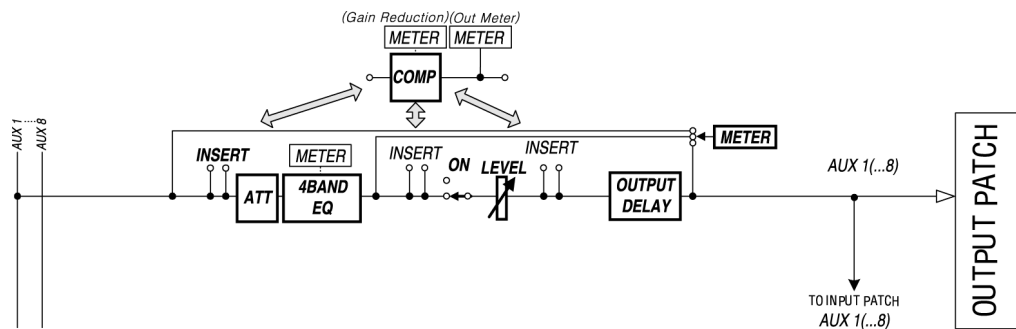 (Gain Reduction) (Out Meter)
METER METER
COMP
AUX 1
AUX 8
METER
INSERT
METER
INSERT
ON
LEVEL
INSERT
ATT
4BAND
EQ
OUTPUT
DELAY
AUX 1(...8)
OUTPUT PATCH
TO INPUT PATCH
AUX 1(...8)